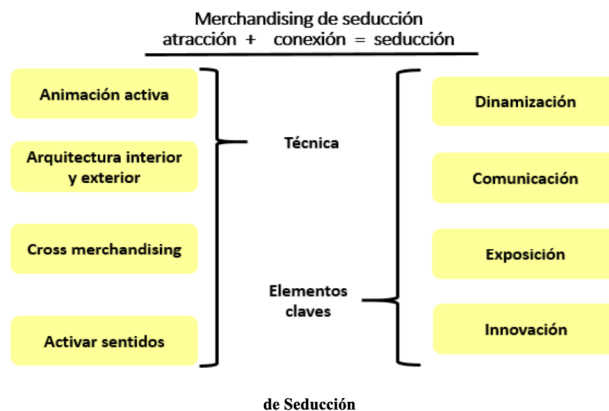 Merchandising de seducción
atracción + conexión = seducción
Animación activa
Arquitectura interior
y exterior
Cross merchandising
Activar sentidos
Técnica
Elementos
claves
Dinamización
Comunicación
Exposición
Innovación
de Seducción